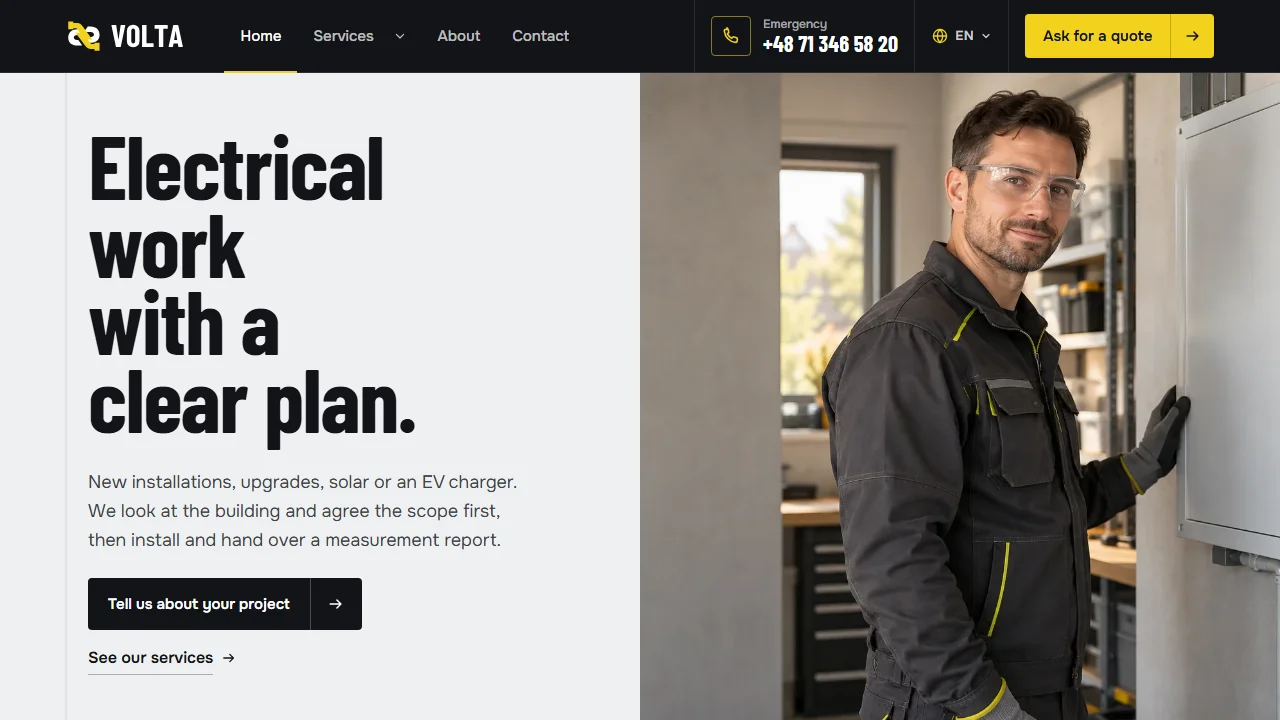 VOLTA
Home
Services
About
Contact
Emergency
+48 71 346 58 20
EN
Ask for a quote
Electrical
work
with a
clear plan.
New installations, upgrades, solar or an EV charger.
We look at the building and agree the scope first,
then install and hand over a measurement report.
Tell us about your project
See our services